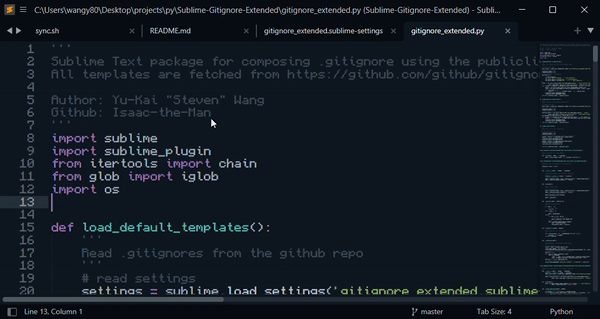 C:\Users\wangy80\Desktop\projects\py\Sublime-Gitignore-Extended\gitignore_extended.py (Sublime-Gitignore-Extended) - Subli...
sync.sh
README.md
gitignore_extended.sublime-settings
gitignore_extended.py
1 '''
2 Sublime Text package for composing .gitignore using the publicli
3 All templates are fetched from https://github.com/github/gitigno
4
5 Author: Yu-Kai "Steven" Wang
6 Github: Isaac-the-Man
7 '''
8 import sublime
9 import sublime_plugin
10 from itertools import chain
11 from glob import iglob
12 import os
13
14
15 def load_default_templates():
16 '''
17 Read .gitignores from the github repo
18 '''
19 # read settings
20 settings = sublime.load_settings('gitignore_extended.sublime
Line 13, Column 1
master
Tab Size: 4
Python